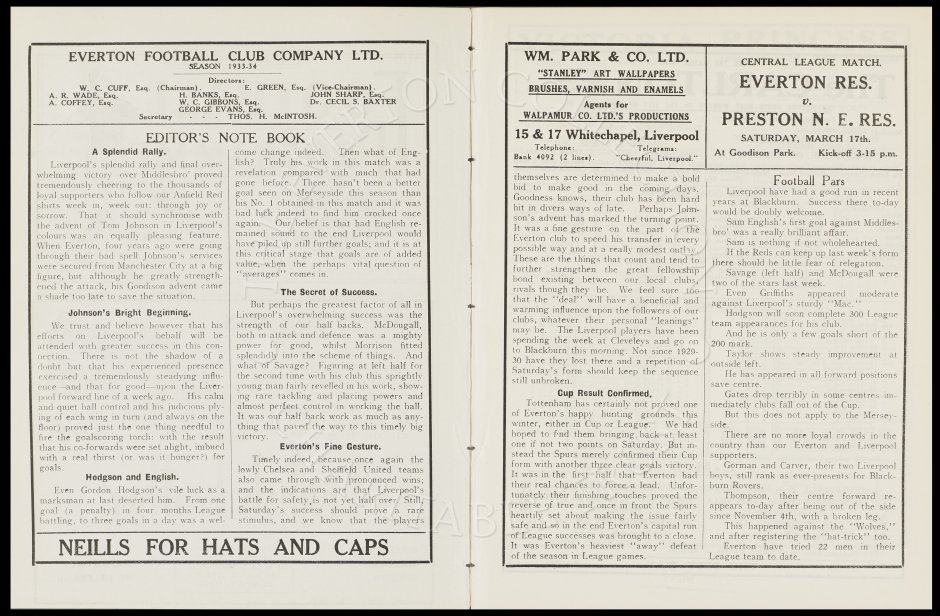 EVERTON FOOTBALL CLUB COMPANY LTD.
SEASON 1933-34
Directors:
W. C. CUFF, Esq. (Chairman). E. GREEN, Esq. (Vice-Chairman).
A. R. WADE, Esq. H. BANKS, Esq. JOHN SHARP, Esq.
A. COFFEY, Esq. W. C. GIBBONS, Esq. Dr. CECIL S. BAXTER
GEORGE EVANS, Esq.
Secretary - - - THOS. H. McINTOSH.
EDITOR'S NOTE BOOK
A Splendid Rally.
Liverpool's splendid rally and final over-
whelming victory over Middlesbro' proved
tremendously cheering to the thousands of
loyal supporters who follow our Anfield Red
shirts week in, week out: through joy or
sorrow. That it should synchronise with
the advent of Tom Johnson in Liverpool's
colours was an equally pleasing feature.
When Everton, four years ago were going
through their bad spell Johnson's services
were secured from Manchester City at a big
figure, but although he greatly strength-
ened the attack, his Goodison advent came
a shade too late to save the situation.
Johnson's Bright Beginning.
We trust and believe however that his
efforts on Liverpool's behalf will be
attended with greater success in this con-
nection. There is not the shadow of a
doubt but that his experienced presence
exercised a tremendously steadying influ-
ence—and that for good—upon the Liver-
pool forward line of a week ago. His calm
and quiet ball control and his judicious ply-
ing of each wing in turn (and always on the
floor) proved just the one thing needful to
fire the goalscoring torch: with the result
that his co-forwards were set alight, imbued
with a real thirst (or was it hunger?) for
goals.
Hodgson and English.
Even Gordon Hodgson's vile luck as a
marksman at last deserted him. From one
goal (a penalty) in four months League
battling, to three goals in a day was a wel-
come change indeed. Then what of Eng-
lish? Truly his work in this match was a
revelation compared with much that had
gone before. There hasn't been a better
goal seen on Merseyside this season than
his No. 1 obtained in this match and it was
bad luck indeed to find him crocked once
again. Our belief is that had English re-
mained sound to the end Liverpool would
have piled up still further goals; and it is at
this critical stage that goals are of added
value, when the perhaps vital question of
"averages" comes in.
The Secret of Success.
But perhaps the greatest factor of all in
Liverpool's overwhelming success was the
strength of our half backs. McDougall,
both in attack and defence was a mighty
power for good, whilst Morrison fitted
splendidly into the scheme of things. And
what of Savage? Figuring at left half for
the second time with his club this sprightly
young man fairly revelled in his work, show-
ing rare tackling and placing powers and
almost perfect control in working the ball.
It was our half back work as much as any-
thing that paved the way to this timely big
victory.
Everton's Fine Gesture.
Timely indeed, because once again the
lowly Chelsea and Sheffield United teams
also came through with pronounced wins;
and the indications are that Liverpool's
battle for safety is not yet half over. Still
Saturday's success should prove a rare
stimulus, and we know that the players
NEILLS FOR HATS AND CAPS
WM. PARK & CO. LTD.
"STANLEY" ART WALLPAPERS
BRUSHES, VARNISH AND ENAMELS
Agents for
WALPAMUR CO. LTD.'S PRODUCTIONS
15 & 17 Whitechapel, Liverpool
Telephone: Telegrams:
Bank 4092 (2 lines). "Cheerful, Liverpool."
themselves are determined to make a bold
bid to make good in the coming days.
Goodness knows, their club has been hard
hit in divers ways of late. Perhaps John-
son's advent has marked the turning point.
It was a fine gesture on the part of the
Everton club to speed his transfer in every
possible way and at a really modest outlay.
These are the things that count and tend to
further strengthen the great fellowship
bond existing between our local clubs,
rivals though they be. We feel sure too
that the "deal" will have a beneficial and
warming influence upon the followers of our
clubs, whatever their personal "leanings"
may be. The Liverpool players have been
spending the week at Cleveleys and go on
to Blackburn this morning. Not since 1929-
30 have they lost there and a repetition of
Saturday's form should keep the sequence
still unbroken.
Cup Result Confirmed.
Tottenham has certainly not proved one
of Everton's happy hunting grounds this
winter, either in Cup or League. We had
hoped to find them bringing back at least
one if not two points on Saturday. But in-
stead the Spurs merely confirmed their Cup
form with another three clear goals victory.
It was in the first half that Everton had
their real chances to force a lead. Unfor-
tunately their finishing touches proved the
reverse of true and once in front the Spurs
heartily set about making the issue fairly
safe and so in the end Everton's capital run
of League successes was brought to a close.
It was Everton's heaviest "away" defeat
of the season in League games.
CENTRAL LEAGUE MATCH.
EVERTON RES.
v.
PRESTON N. E. RES.
SATURDAY, MARCH 17th.
At Goodison Park. Kick-off 3-15 p.m.
Football Pars
Liverpool have had a good run in recent
years at Blackburn. Success there to-day
would be doubly welcome.
Sam English's first goal against Middles-
bro' was a really brilliant affair.
Sam is nothing if not wholehearted.
If the Reds can keep up last week's form
there should be little fear of relegation.
Savage (left half) and McDougall were
two of the stars last week.
Even Griffiths appeared moderate
against Liverpool's sturdy "Mac."
Hodgson will soon complete 300 League
team appearances for his club.
And he is only a few goals short of the
200 mark.
Taylor shows steady improvement at
outside left.
He has appeared in all forward positions
save centre.
Gates drop terribly in some centres im-
mediately clubs fall out of the Cup.
But this does not apply to the Mersey-
side.
There are no more loyal crowds in the
country than our Everton and Liverpool
supporters.
Gorman and Carver, their two Liverpool
boys, still rank as ever-presents for Black-
burn Rovers.
Thompson, their centre forward re-
appears to-day after being out of the side
since November 4th, with a broken leg.
This happened against the "Wolves,"
and after registering the "hat-trick" too.
Everton have tried 22 men in their
League team to date.